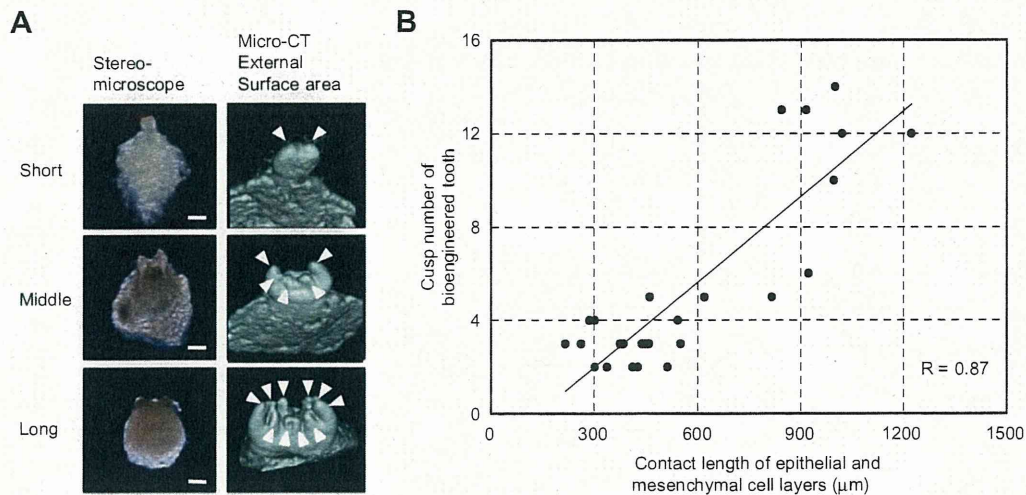 A
Stereo-
microscope
Micro-CT
External
Surface area
Short
Middle
Long
B
Cusp number of
bioengineered tooth
16
12
8
4
0
R = 0.87
0 300 600 900 1200 1500
Contact length of epithelial and
mesenchymal cell layers (μm)